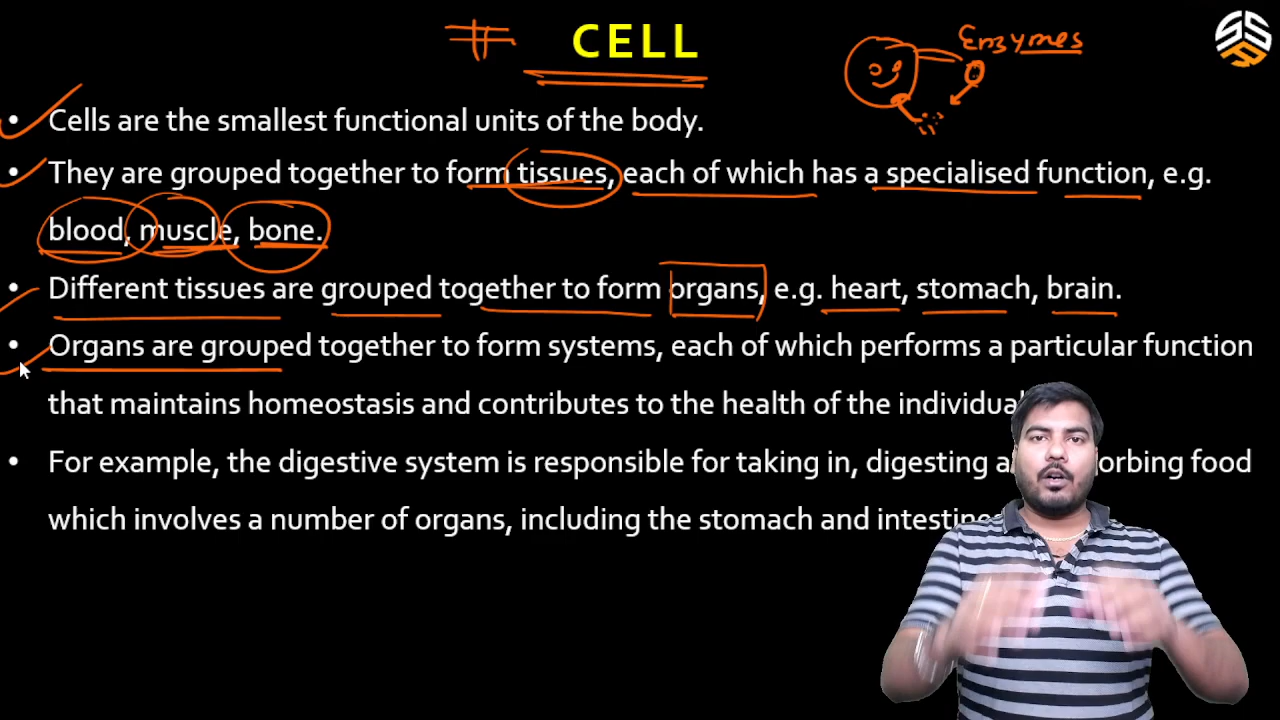 # CELL
Enzymes
SSR
• Cells are the smallest functional units of the body.
• They are grouped together to form tissues, each of which has a specialised function, e.g.
blood, muscle, bone.
• Different tissues are grouped together to form organs, e.g. heart, stomach, brain.
• Organs are grouped together to form systems, each of which performs a particular function
that maintains homeostasis and contributes to the health of the individual
• For example, the digestive system is responsible for taking in, digesting orbing food
which involves a number of organs, including the stomach and intestine